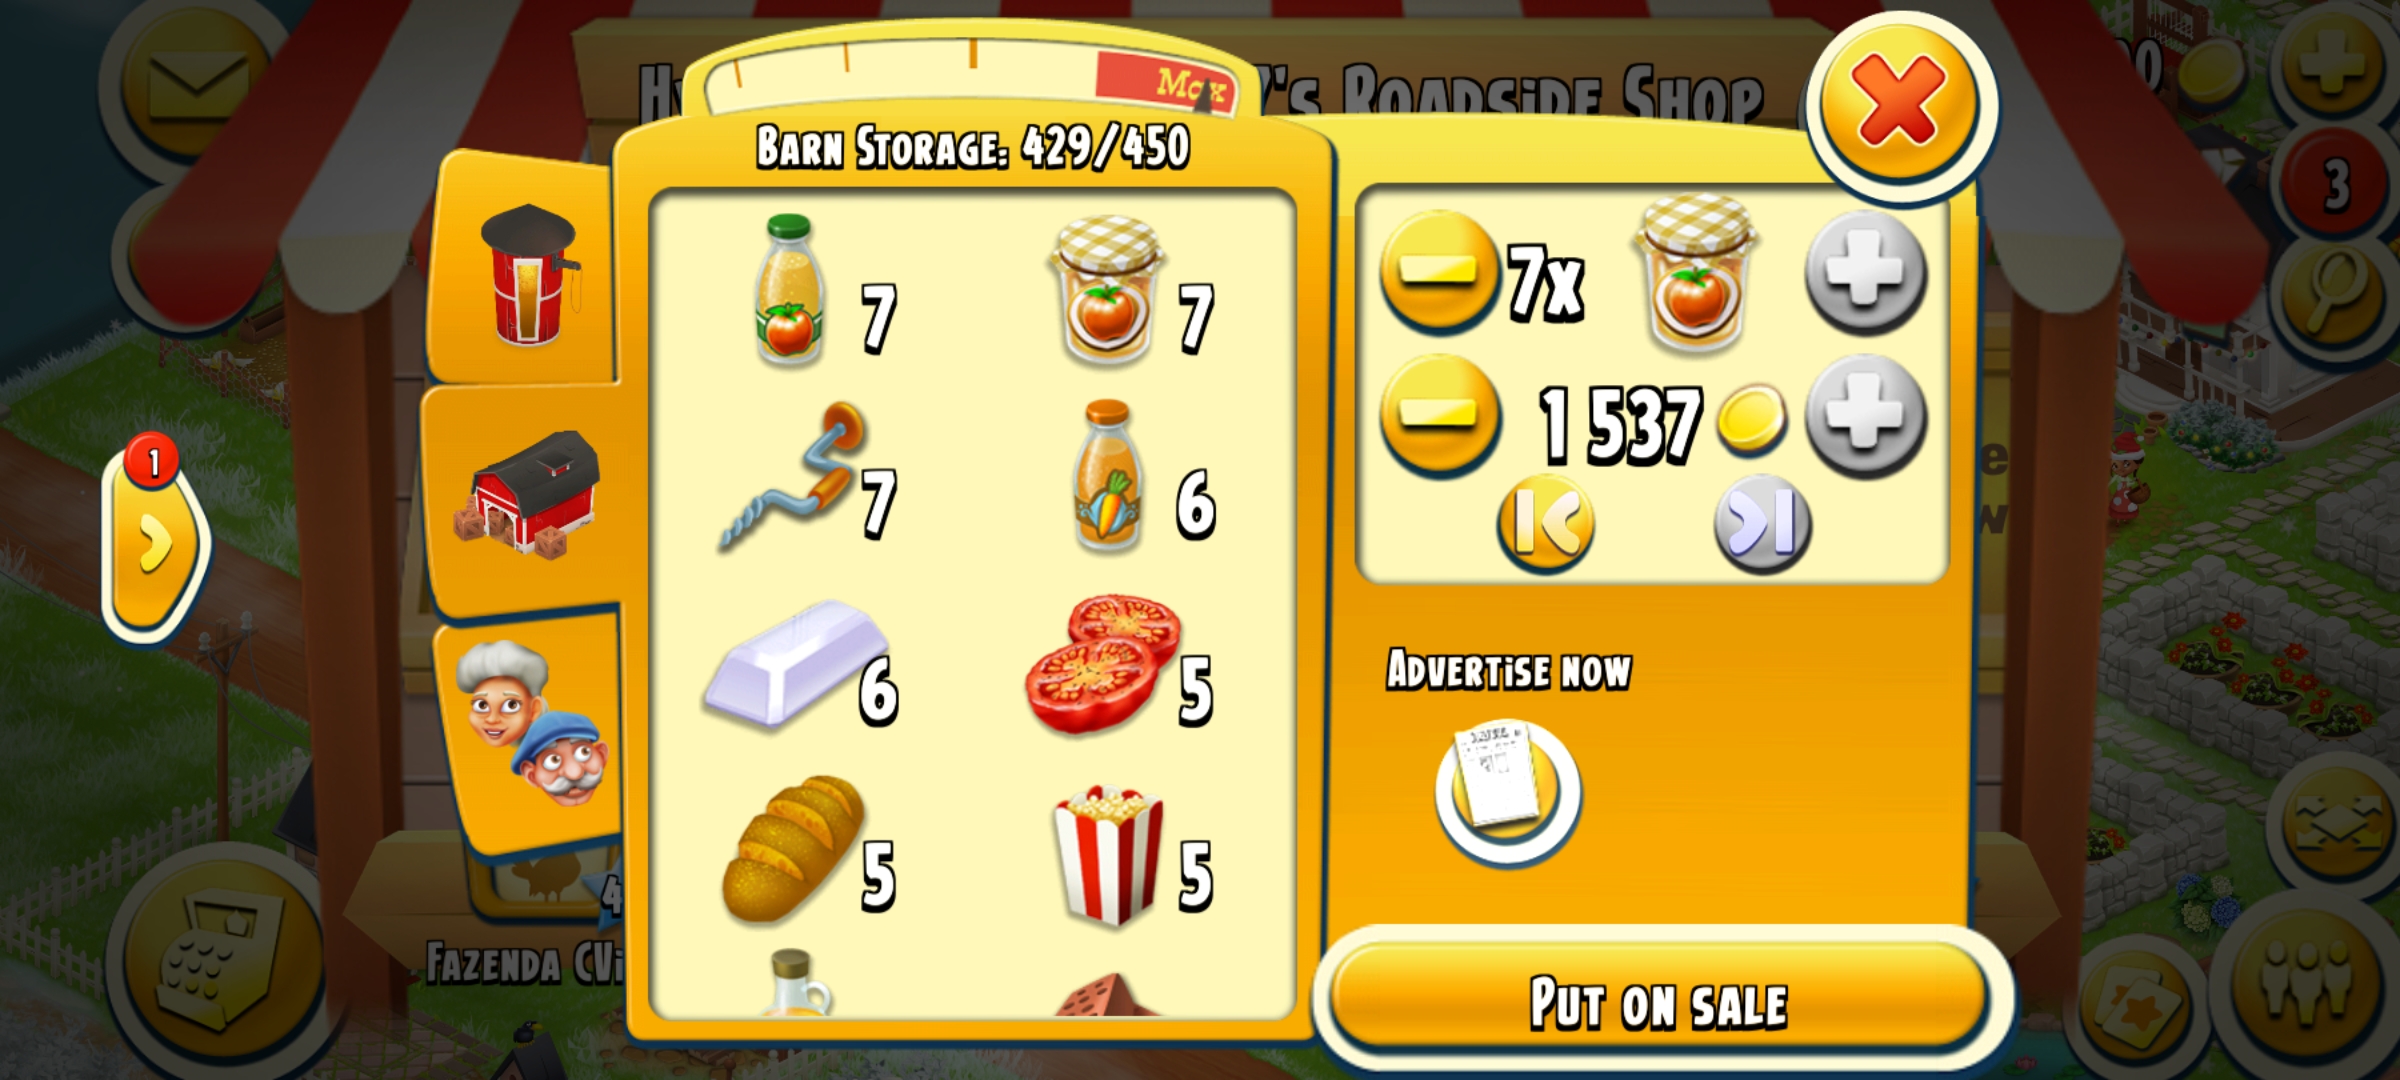 'S ROADSIDE SHOP
Max
BARN STORAGE: 429/450
3
7
7
7x
1 537
7
6
1
6
5
ADVERTISE NOW
5
5
FAZENDA CVI
PUT ON SALE